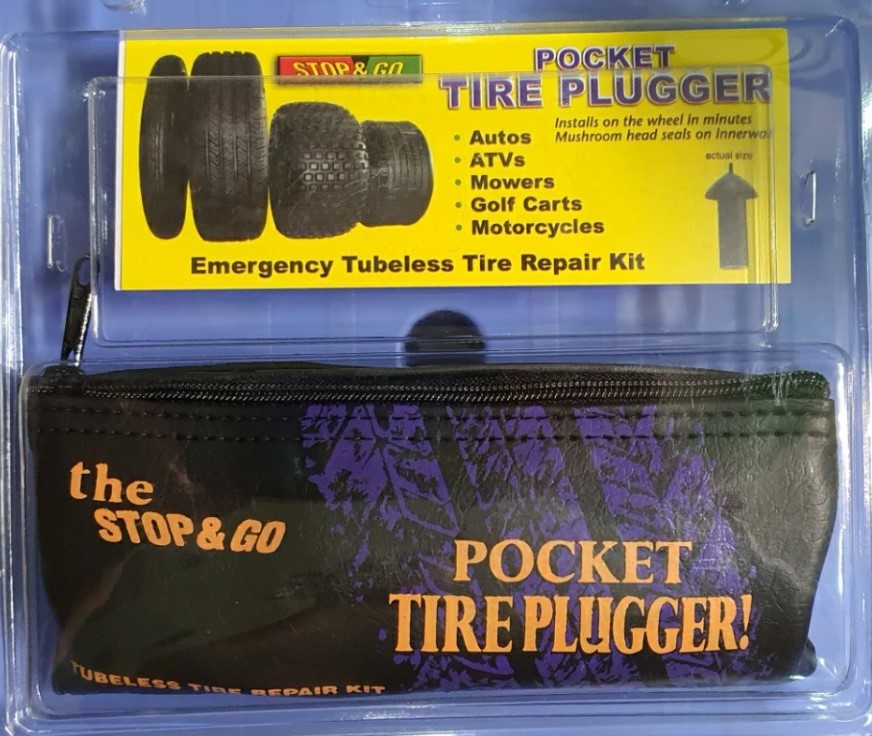 STOP & GO
POCKET
TIRE PLUGGER
Installs on the wheel in minutes
Mushroom head seals on Innerwall
• Autos
• ATVs
• Mowers
• Golf Carts
• Motorcycles
actual size
Emergency Tubeless Tire Repair Kit
the
STOP & GO
POCKET
TIRE PLUGGER!
TUBELESS TIRE REPAIR KIT